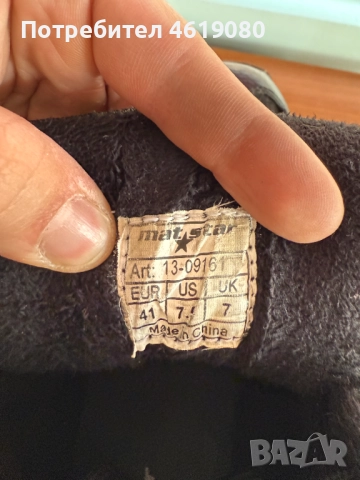 Потребител 4619080
mat star
Art: 13-09161
EUR US UK
41 7.5 7
Made in China
BAZAR